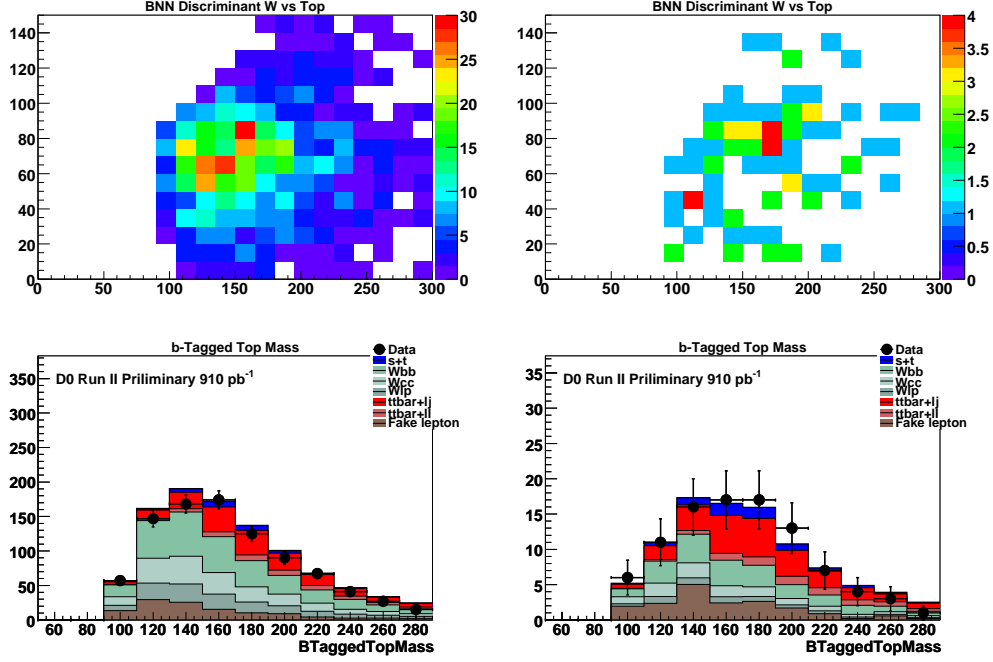 BNN Discriminant W vs Top
140
120
100
80
60
40
20
0
0 50 100 150 200 250 300
30
25
20
15
10
5
0
BNN Discriminant W vs Top
140
120
100
80
60
40
20
0
0 50 100 150 200 250 300
4
3.5
3
2.5
2
1.5
1
0.5
0
b-Tagged Top Mass
D0 Run II Priliminary 910 pb-1
Data
s+t
Wbb
Wcc
Wlp
ttbar+lj
ttbar+ll
Fake lepton
350
300
250
200
150
100
50
0
60 80 100 120 140 160 180 200 220 240 260 280
BTaggedTopMass
b-Tagged Top Mass
D0 Run II Priliminary 910 pb-1
Data
s+t
Wbb
Wcc
Wlp
ttbar+lj
ttbar+ll
Fake lepton
35
30
25
20
15
10
5
0
60 80 100 120 140 160 180 200 220 240 260 280
BTaggedTopMass